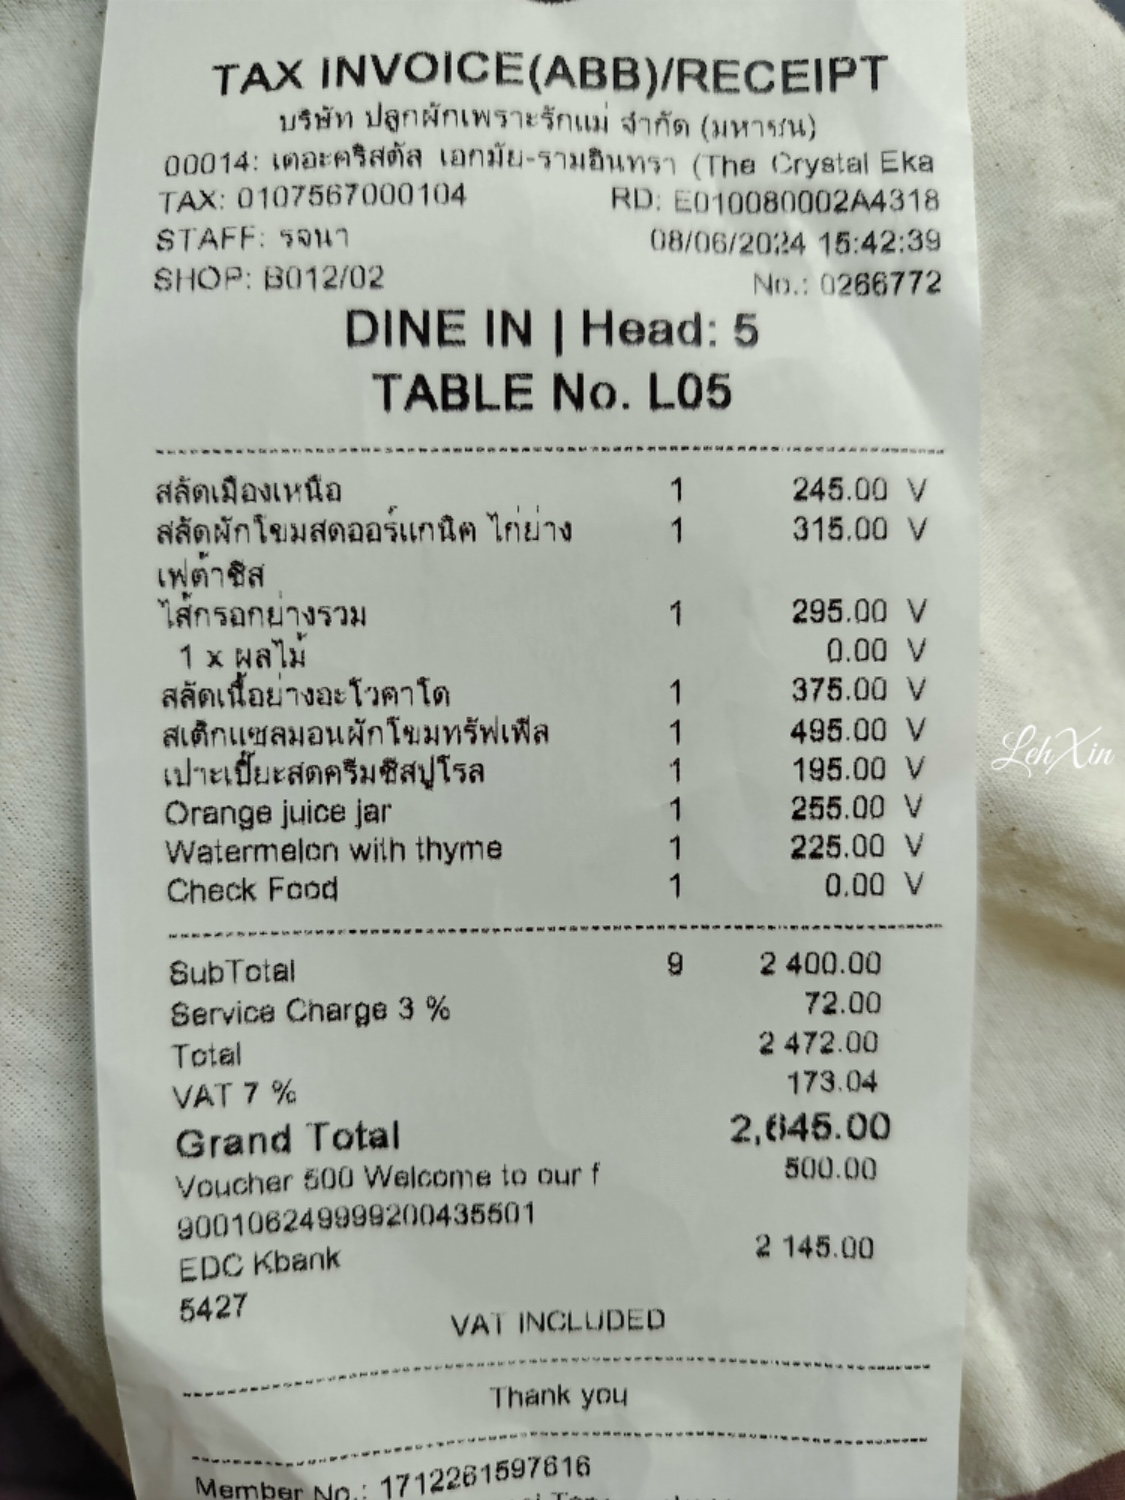 TAX INVOICE(ABB)/RECEIPT
บริษัท ปลูกผักเพราะรักแม่ จำกัด (มหาชน)
00014: เดอะคริสตัล เอกมัย-รามอินทรา (The Crystal Eka
TAX: 0107567000104 RD: E010080002A4318
STAFF: รจนา 08/06/2024 15:42:39
SHOP: B012/02 No.: 0266772
DINE IN | Head: 5
TABLE No. L05
สลัดเมืองเหนือ 1 245.00 V
สลัดผักโขมสดออร์แกนิค ไก่ย่าง 1 315.00 V
เฟต้าชีส
ไส้กรอกย่างรวม 1 295.00 V
1 x ผลไม้ 0.00 V
สลัดเนื้อย่างอะโวคาโด 1 375.00 V
สเต็กแซลมอนผักโขมทรัฟเฟิล 1 495.00 V
เปาะเปี๊ยะสดครีมชีสปูโรล 1 195.00 V
Orange juice jar 1 255.00 V
Watermelon with thyme 1 225.00 V
Check Food 1 0.00 V
SubTotal 9 2 400.00
Service Charge 3 % 72.00
Total 2 472.00
VAT 7 % 173.04
Grand Total 2,645.00
Voucher 500 Welcome to our f 500.00
900106249999200435501
EDC Kbank 2 145.00
5427
VAT INCLUDED
Thank you
Member No.: 1712261597616
LehXin